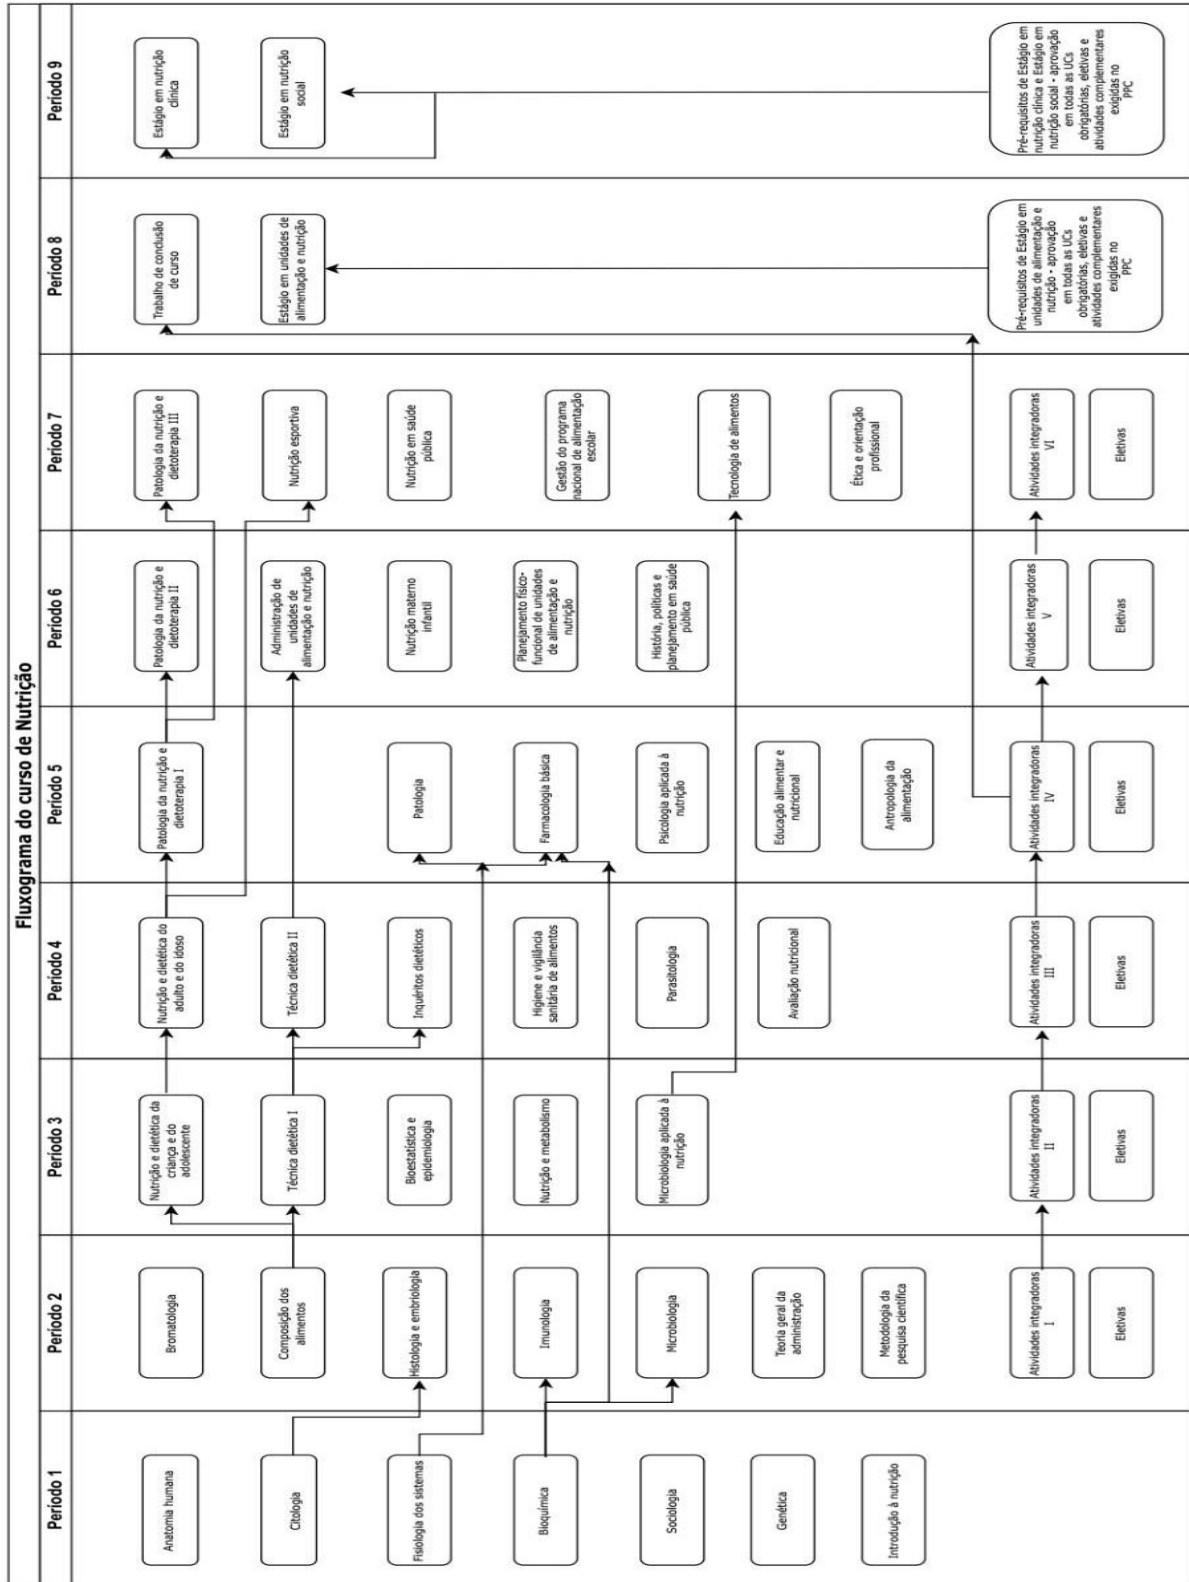 Fluxograma do curso de Nutrição
Período 1
Anatomia humana
Citologia
Fisiologia dos sistemas
Bioquímica
Sociologia
Genética
Introdução à nutrição
Período 2
Bromatologia
Composição dos
alimentos
Histologia e embriologia
Imunologia
Microbiologia
Teoria geral da
administração
Metodologia da
pesquisa científica
Atividades integradoras
I
Eletivas
Período 3
Nutrição e dietética da
criança e do
adolescente
Técnica dietética I
Bioestatística e
epidemiologia
Nutrição e metabolismo
Microbiologia aplicada à
nutrição
Atividades integradoras
II
Eletivas
Período 4
Nutrição e dietética do
adulto e do idoso
Técnica dietética II
Inquéritos dietéticos
Higiene e vigilância
sanitária de alimentos
Parasitologia
Avaliação nutricional
Atividades integradoras
III
Eletivas
Período 5
Patologia da nutrição e
dietoterapia I
Patologia
Farmacologia básica
Psicologia aplicada à
nutrição
Educação alimentar e
nutricional
Antropologia da
alimentação
Atividades integradoras
IV
Eletivas
Período 6
Patologia da nutrição e
dietoterapia II
Administração de
unidades de
alimentação e nutrição
Nutrição materno
infantil
Planejamento físico-
funcional de unidades
de alimentação e
nutrição
História, políticas e
planejamento em saúde
pública
Atividades integradoras
V
Eletivas
Período 7
Patologia da nutrição e
dietoterapia III
Nutrição esportiva
Nutrição em saúde
pública
Gestão do programa
nacional de alimentação
escolar
Tecnologia de alimentos
Ética e orientação
profissional
Atividades integradoras
VI
Eletivas
Período 8
Trabalho de conclusão
de curso
Estágio em unidades de
alimentação e nutrição
Pré-requisitos de Estágio em
unidades de alimentação e
nutrição - aprovação
em todas as UCs
obrigatórias, eletivas e
atividades complementares
exigidas no
PPC
Período 9
Estágio em nutrição
clínica
Estágio em nutrição
social
Pré-requisitos de Estágio em
nutrição clínica e Estágio em
nutrição social - aprovação
em todas as UCs
obrigatórias, eletivas e
atividades complementares
exigidas no
PPC